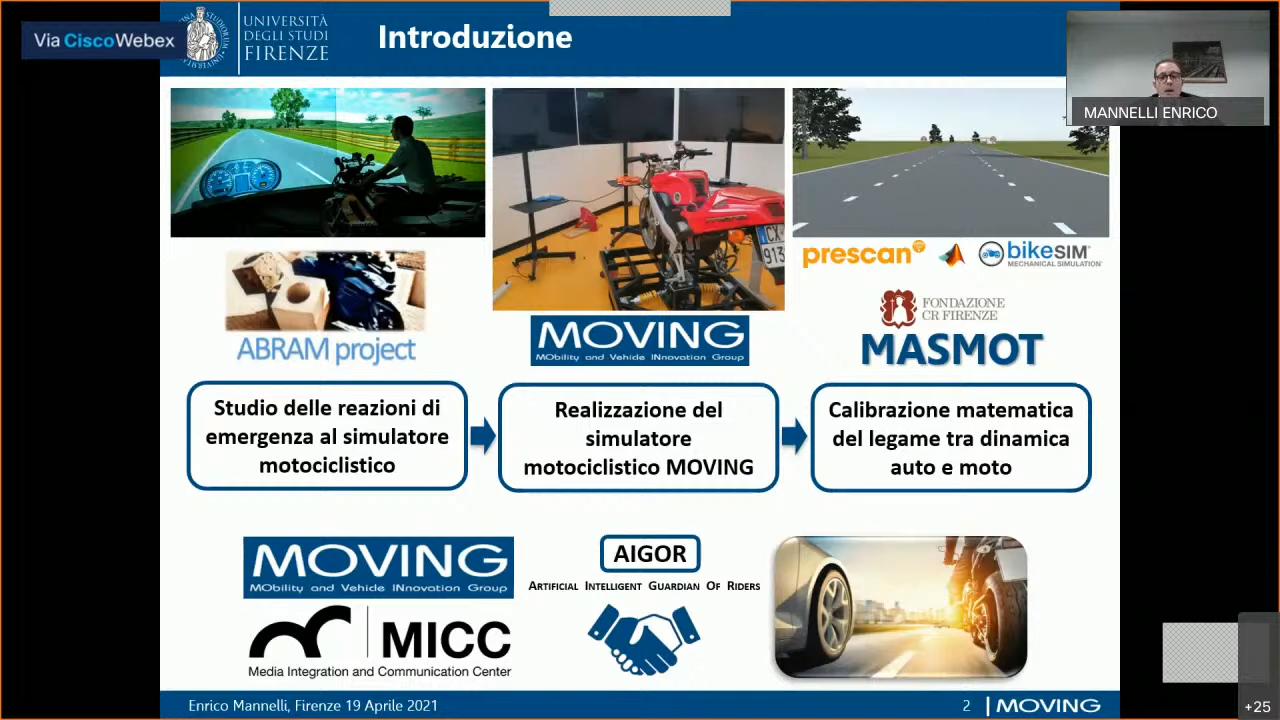 Via Cisco Webex
UNIVERSITÀ
DEGLI STUDI
FIRENZE
Introduzione
MANNELLI ENRICO
prescan
bikeSIM
MECHANICAL SIMULATION
FONDAZIONE
CR FIRENZE
ABRAM project
MOVING
MObility and Vehicle INnovation Group
MASMOT
Studio delle reazioni di
emergenza al simulatore
motociclistico
Realizzazione del
simulatore
motociclistico MOVING
Calibrazione matematica
del legame tra dinamica
auto e moto
MOVING
MObility and Vehicle INnovation Group
AIGOR
ARTIFICIAL INTELLIGENT GUARDIAN OF RIDERS
MICC
Media Integration and Communication Center
Enrico Mannelli, Firenze 19 Aprile 2021
2
MOVING
+25